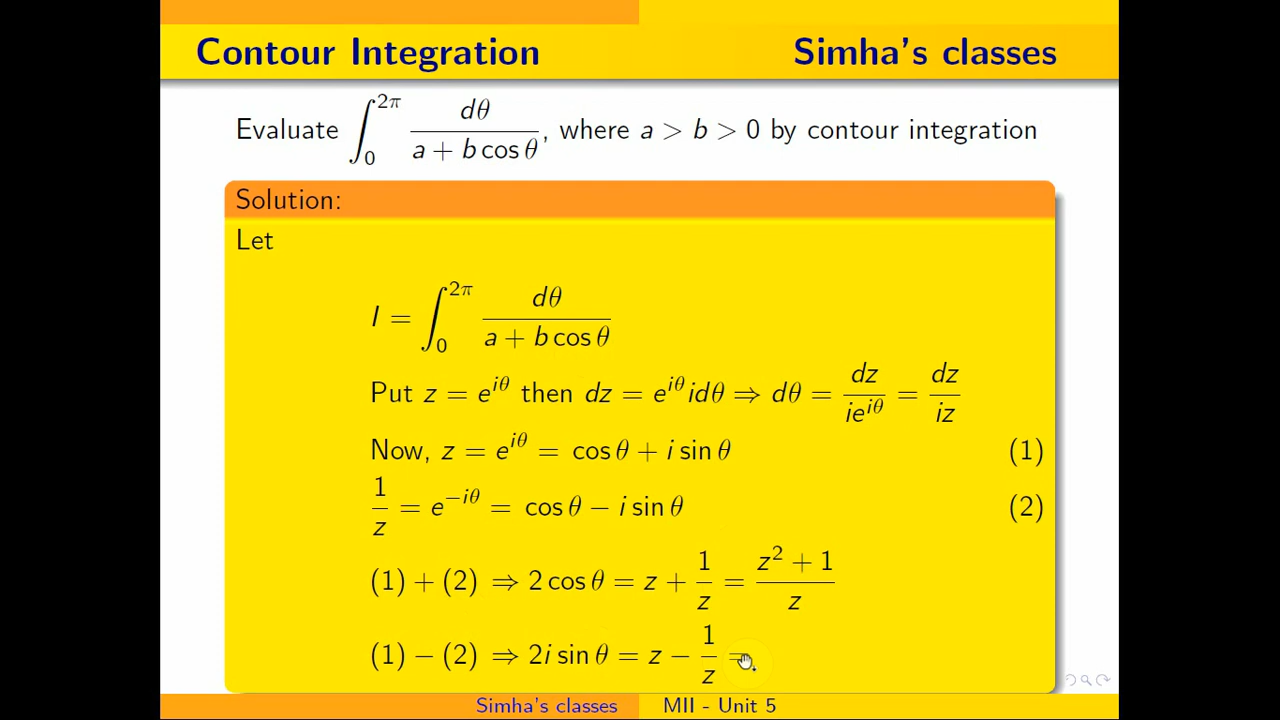 Contour Integration Simha's classes
Evaluate ∫₀^{2π} dθ/(a + b cos θ), where a > b > 0 by contour integration
Solution:
Let
I = ∫₀^{2π} dθ/(a + b cos θ)
Put z = e^{iθ} then dz = e^{iθ} idθ ⇒ dθ = dz/(ie^{iθ}) = dz/(iz)
Now, z = e^{iθ} = cos θ + i sin θ (1)
1/z = e^{−iθ} = cos θ − i sin θ (2)
(1) + (2) ⇒ 2 cos θ = z + 1/z = (z² + 1)/z
(1) − (2) ⇒ 2i sin θ = z − 1/z =
Simha's classes MII - Unit 5